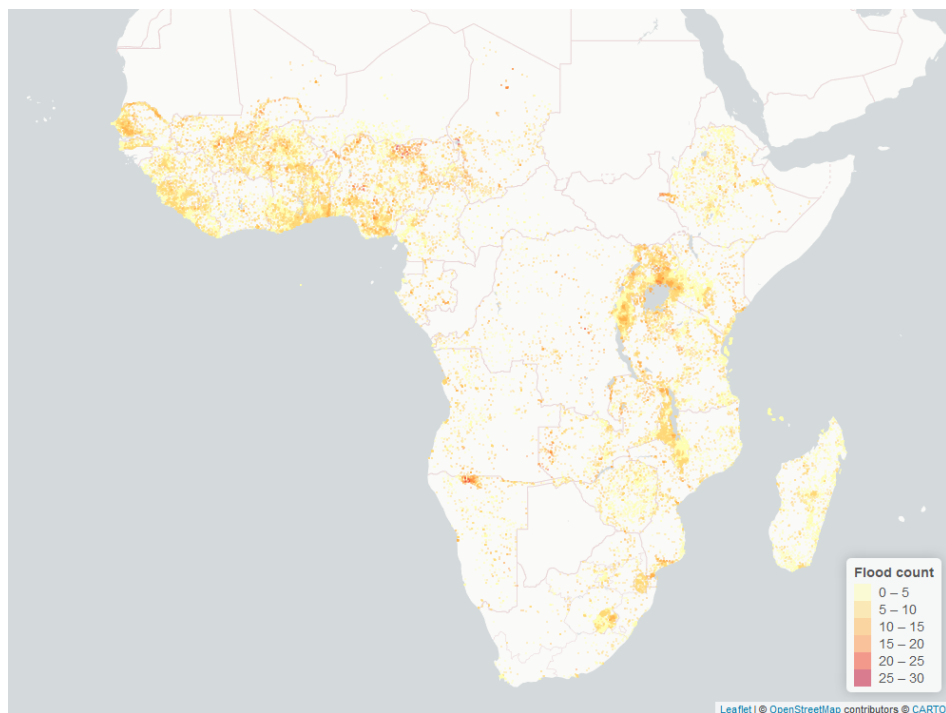 Flood count
0 – 5
5 – 10
10 – 15
15 – 20
20 – 25
25 – 30
Leaflet | © OpenStreetMap contributors © CARTO